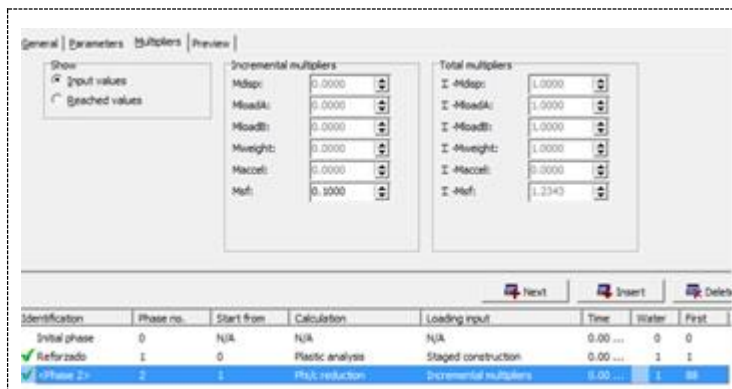 General Parameters Multipliers Preview
Show
Input values
Reached values
Incremental multipliers
Mdisp: 0.0000
MloadA: 0.0000
MloadB: 0.0000
Mweight: 0.0000
Maccel: 0.0000
Msf: 0.1000
Total multipliers
Σ -Mdisp: 1.0000
Σ -MloadA: 1.0000
Σ -MloadB: 1.0000
Σ -Mweight: 1.0000
Σ -Maccel: 0.0000
Σ -Msf: 1.2343
Next Insert Delete
Identification Phase no. Start from Calculation Loading input Time Water First
Initial phase 0 N/A N/A N/A 0.00 ... 0 0
Reforzado 1 0 Plastic analysis Staged construction 0.00 ... 1 1
<Phase 2> 2 1 Phi/c reduction Incremental multipliers 0.00 ... 1 88